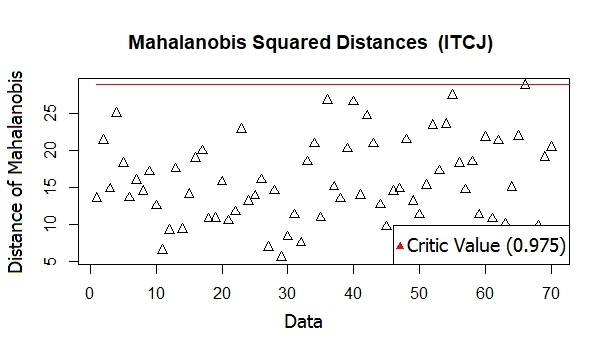 Mahalanobis Squared Distances (ITCJ)
Distance of Mahalanobis
25
20
15
10
5
Critic Value (0.975)
0 10 20 30 40 50 60 70
Data